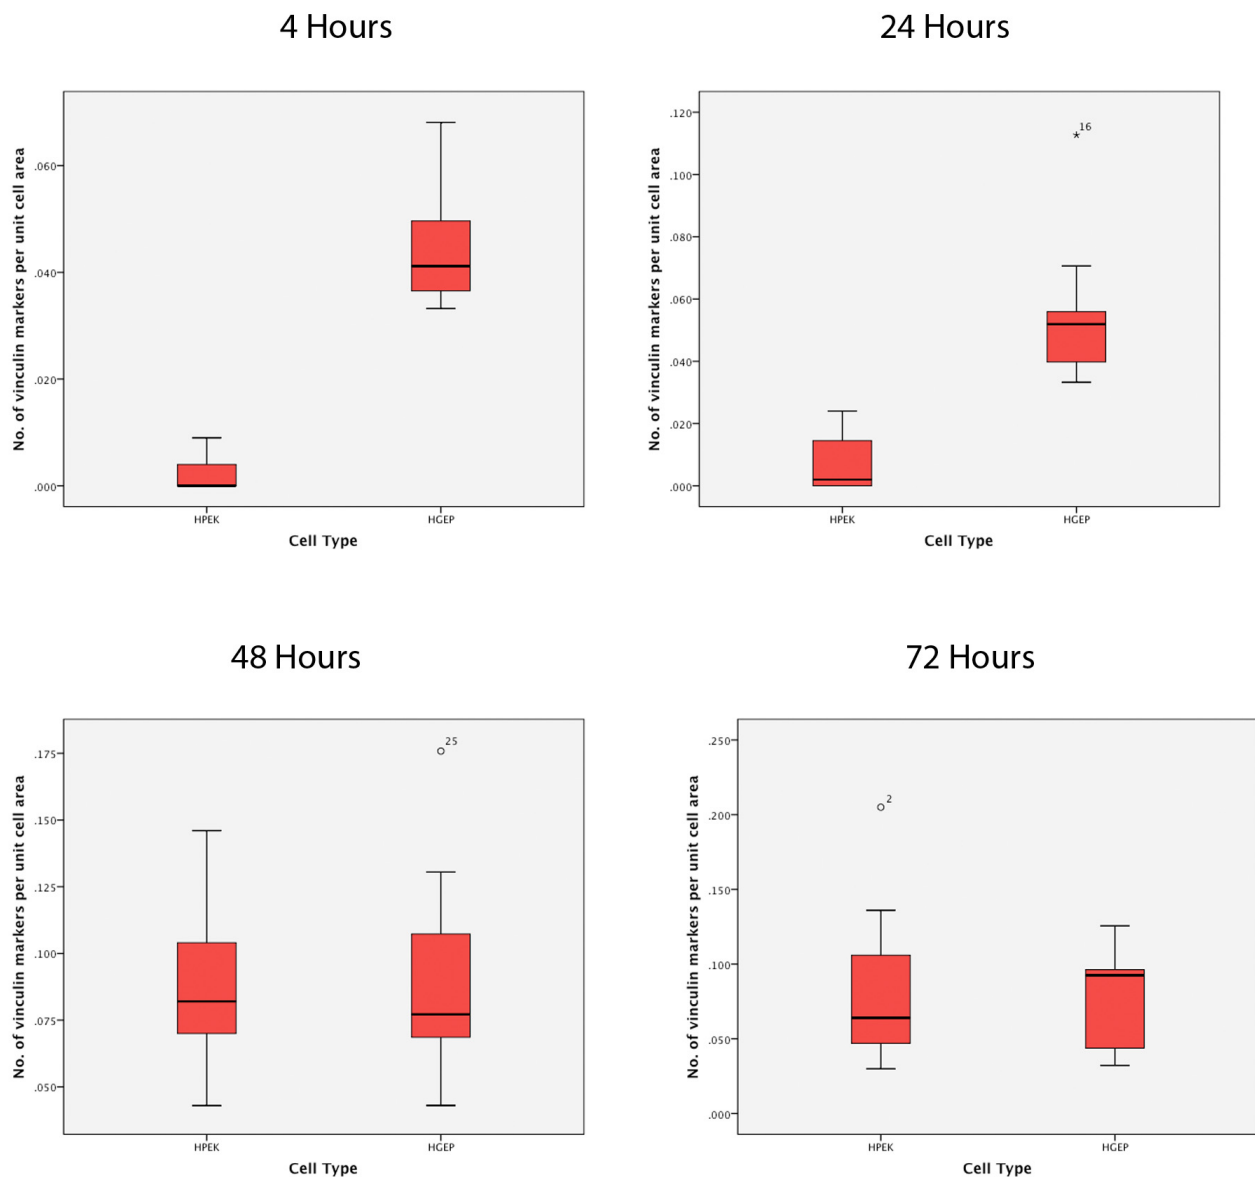 4 Hours
24 Hours
No. of vinculin markers per unit cell area
.060
.040
.020
.000
HPEK
HGEP
Cell Type
No. of vinculin markers per unit cell area
.120
.100
.080
.060
.040
.020
.000
16
HPEK
HGEP
Cell Type
48 Hours
72 Hours
No. of vinculin markers per unit cell area
.175
.150
.125
.100
.075
.050
25
HPEK
HGEP
Cell Type
No. of vinculin markers per unit cell area
.250
.200
.150
.100
.050
.000
2
HPEK
HGEP
Cell Type